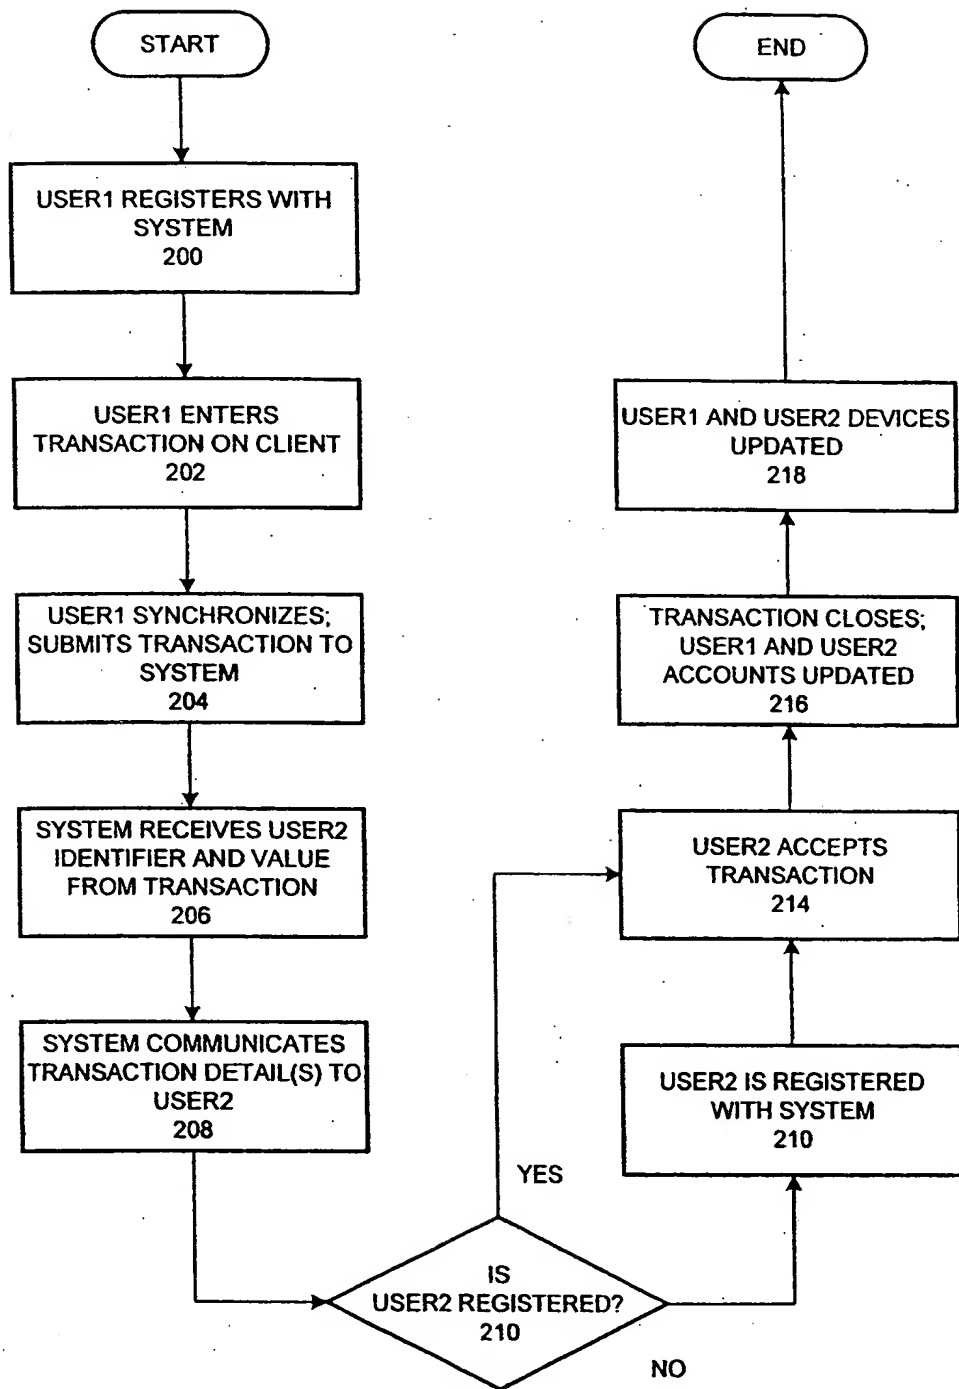 START
USER1 REGISTERS WITH
SYSTEM
200
USER1 ENTERS
TRANSACTION ON CLIENT
202
USER1 SYNCHRONIZES;
SUBMITS TRANSACTION TO
SYSTEM
204
SYSTEM RECEIVES USER2
IDENTIFIER AND VALUE
FROM TRANSACTION
206
SYSTEM COMMUNICATES
TRANSACTION DETAIL(S) TO
USER2
208
IS
USER2 REGISTERED?
210
YES
NO
USER2 IS REGISTERED
WITH SYSTEM
210
USER2 ACCEPTS
TRANSACTION
214
TRANSACTION CLOSES;
USER1 AND USER2
ACCOUNTS UPDATED
216
USER1 AND USER2 DEVICES
UPDATED
218
END